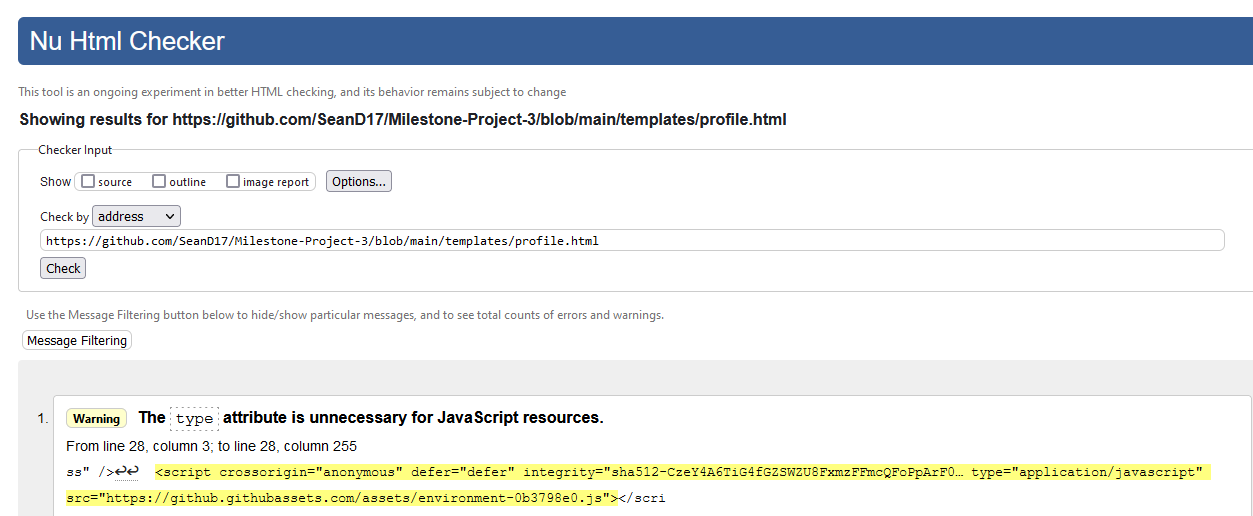 Nu Html Checker
This tool is an ongoing experiment in better HTML checking, and its behavior remains subject to change
Showing results for https://github.com/SeanD17/Milestone-Project-3/blob/main/templates/profile.html
Checker Input
Show source outline image report Options...
Check by address
https://github.com/SeanD17/Milestone-Project-3/blob/main/templates/profile.html
Check
Use the Message Filtering button below to hide/show particular messages, and to see total counts of errors and warnings.
Message Filtering
1. Warning The type attribute is unnecessary for JavaScript resources.
From line 28, column 3; to line 28, column 255
ss" />↩↩ <script crossorigin="anonymous" defer="defer" integrity="sha512-CzeY4A6TiG4fGZSWZU8FxmzFFmcQFoPpArF0… type="application/javascript"
src="https://github.githubassets.com/assets/environment-0b3798e0.js"></scri